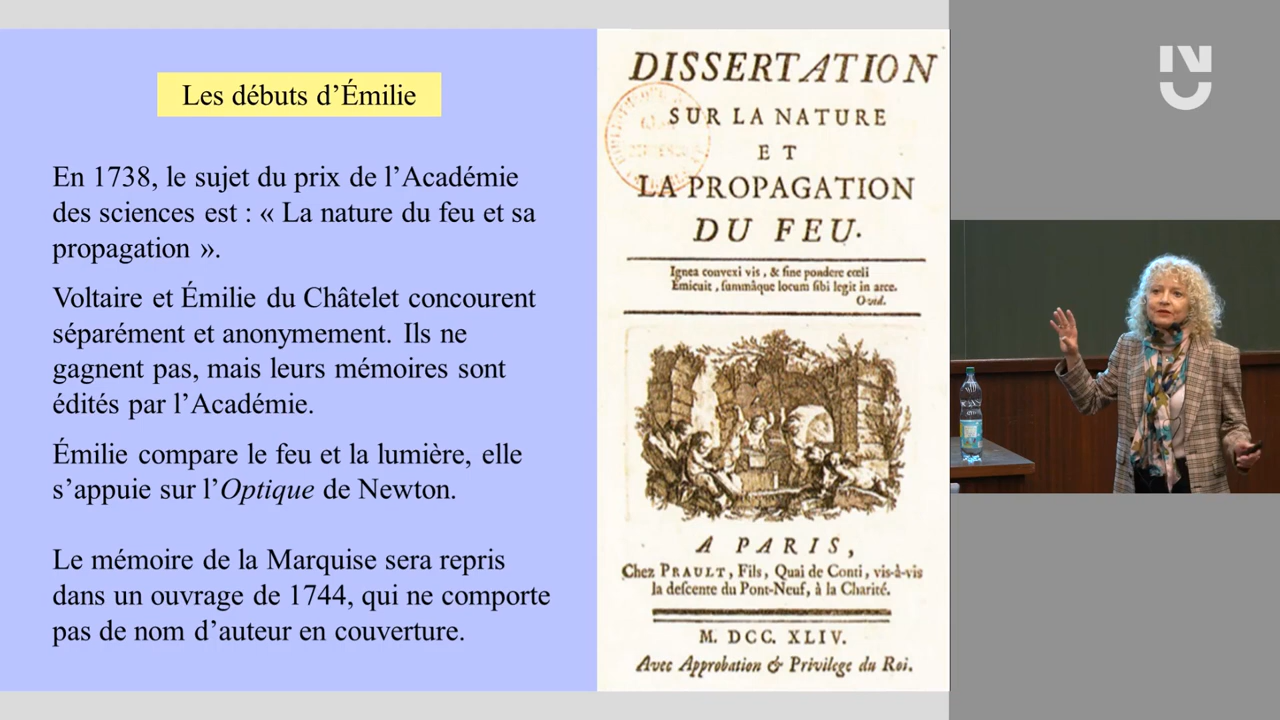 Les débuts d’Émilie
En 1738, le sujet du prix de l’Académie
des sciences est : « La nature du feu et sa
propagation ».
Voltaire et Émilie du Châtelet concourent
séparément et anonymement. Ils ne
gagnent pas, mais leurs mémoires sont
édités par l’Académie.
Émilie compare le feu et la lumière, elle
s’appuie sur l’Optique de Newton.
Le mémoire de la Marquise sera repris
dans un ouvrage de 1744, qui ne comporte
pas de nom d’auteur en couverture.
DISSERTATION
SUR LA NATURE
ET
LA PROPAGATION
DU FEU.
Ignea convexi vis, & ſine pondere cœli
Emicuit, ſummâque locum ſibi legit in arce.
Ovid.
A PARIS,
Chez PRAULT, Fils, Quai de Conti, vis-à-vis
la deſcente du Pont-Neuf, à la Charité.
M. DCC. XLIV.
Avec Approbation & Privilege du Roi.